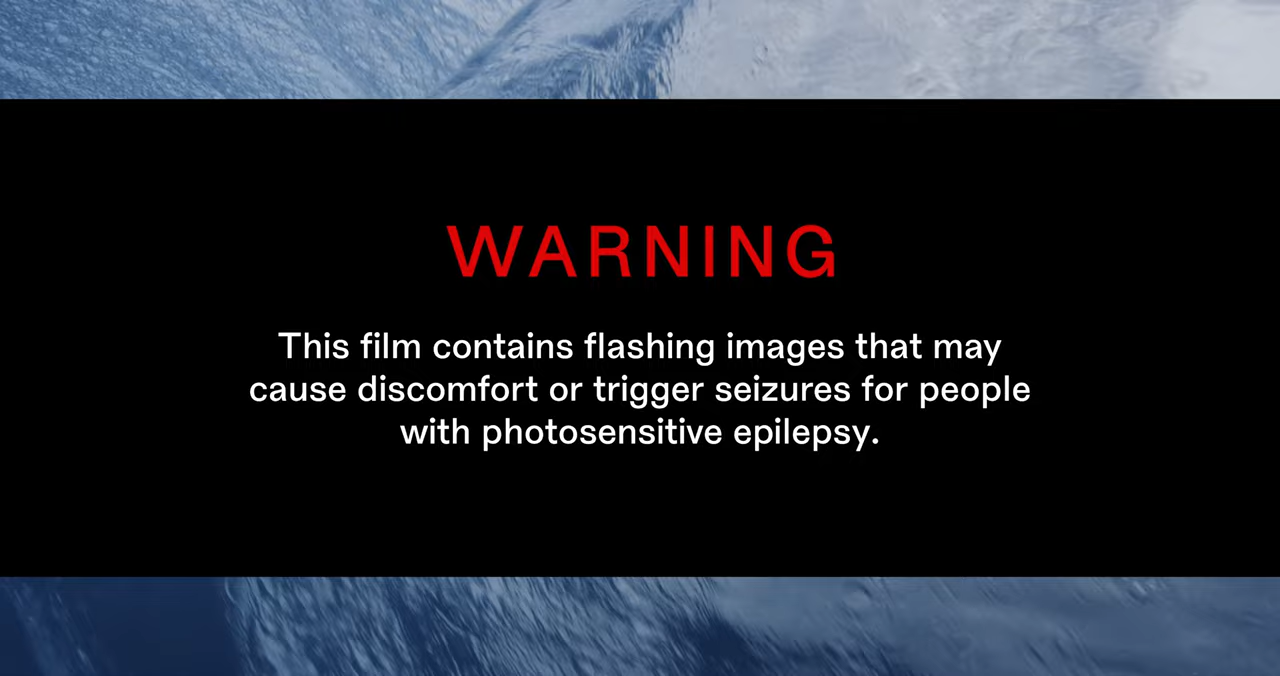 WARNING
This film contains flashing images that may
cause discomfort or trigger seizures for people
with photosensitive epilepsy.